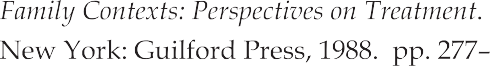 Family Contexts: Perspectives on Treatment.
New York: Guilford Press, 1988. pp. 277–